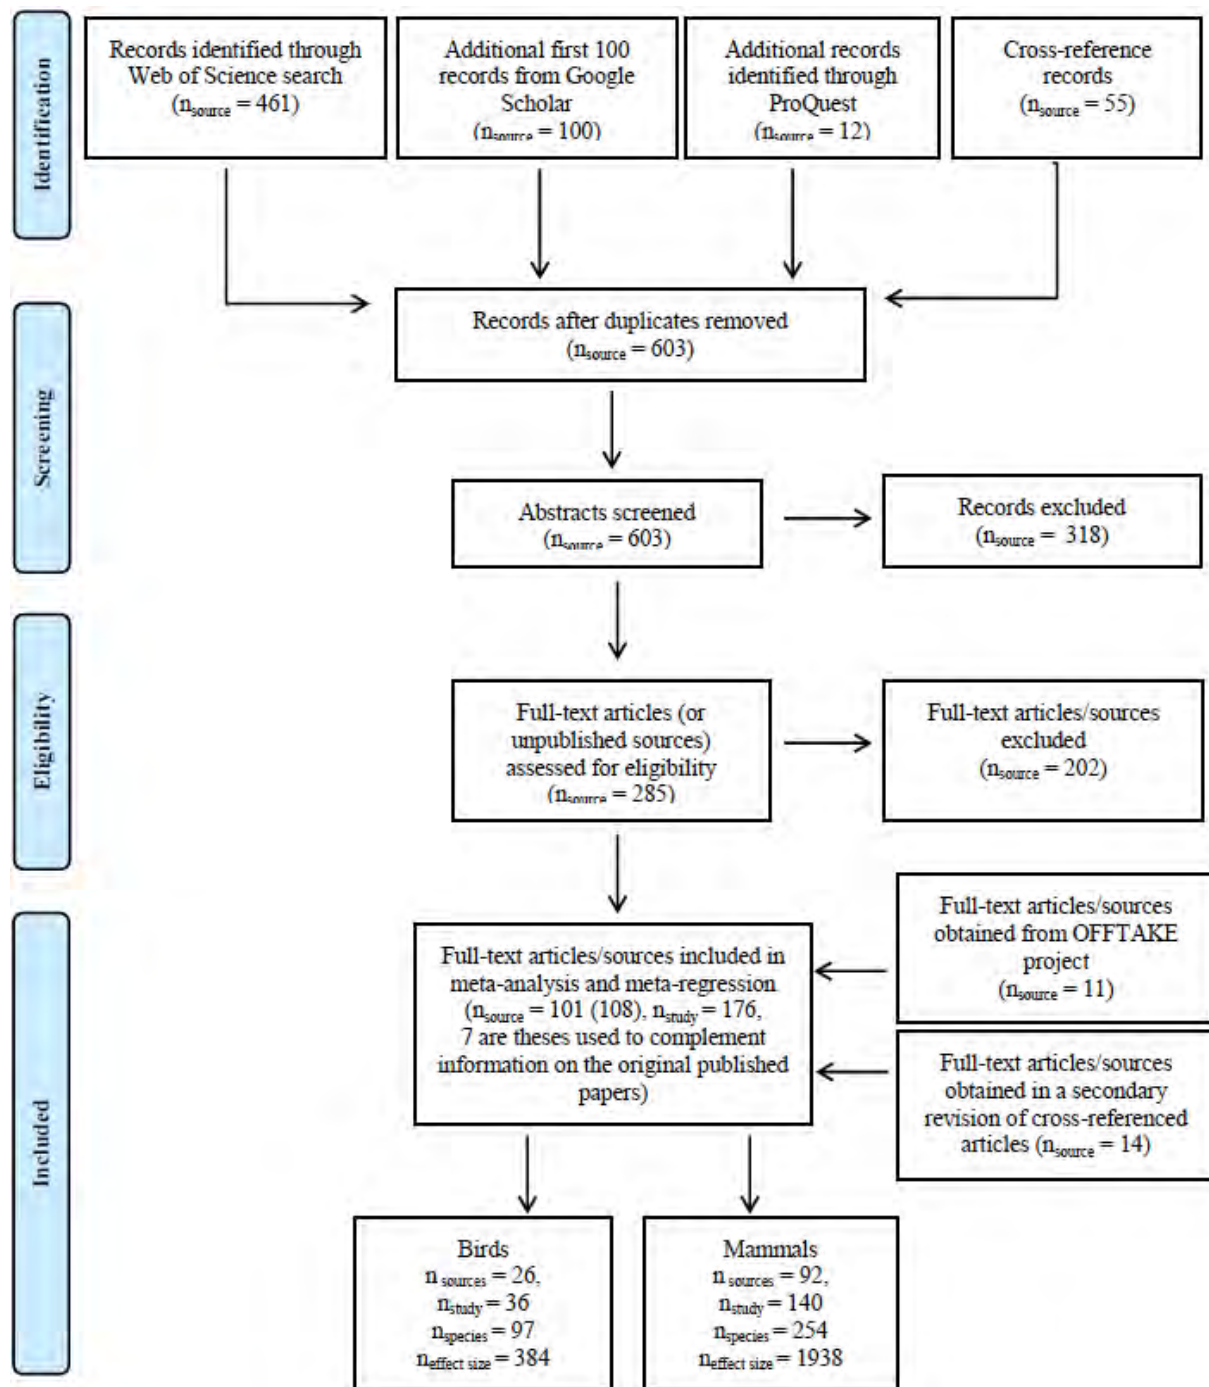 Identification
Records identified through
Web of Science search
(nsource = 461)
Additional first 100
records from Google
Scholar
(nsource = 100)
Additional records
identified through
ProQuest
(nsource = 12)
Cross-reference
records
(nsource = 55)
Screening
Records after duplicates removed
(nsource = 603)
Abstracts screened
(nsource = 603)
Records excluded
(nsource = 318)
Eligibility
Full-text articles (or
unpublished sources)
assessed for eligibility
(nsource = 285)
Full-text articles/sources
excluded
(nsource = 202)
Included
Full-text articles/sources included in
meta-analysis and meta-regression
(nsource = 101 (108), nstudy = 176,
7 are theses used to complement
information on the original published
papers)
Full-text articles/sources
obtained from OFFTAKE
project
(nsource = 11)
Full-text articles/sources
obtained in a secondary
revision of cross-referenced
articles (nsource = 14)
Birds
n sources = 26,
nstudy = 36
nspecies = 97
neffect size = 384
Mammals
n sources = 92,
nstudy = 140
nspecies = 254
neffect size = 1938